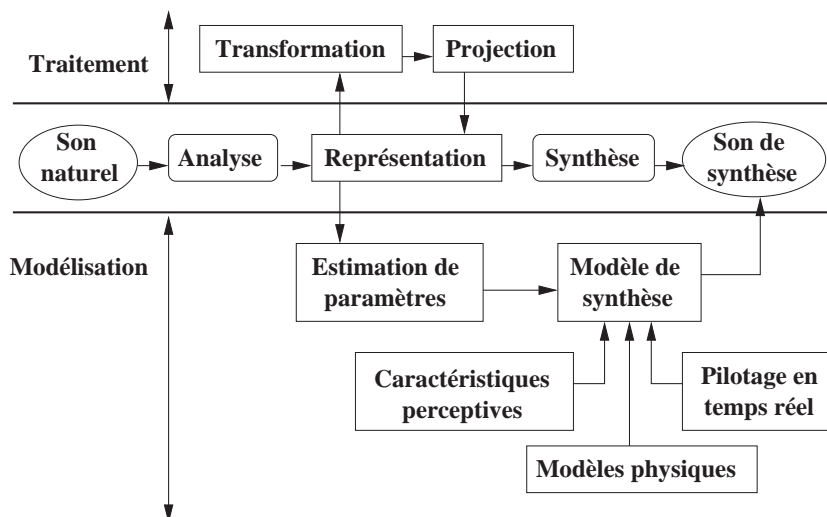 Transformation
Projection
Traitement
Son
naturel
Analyse
Représentation
Synthèse
Son de
synthèse
Modélisation
Estimation de
paramètres
Modèle de
synthèse
Caractéristiques
perceptives
Pilotage en
temps réel
Modèles physiques